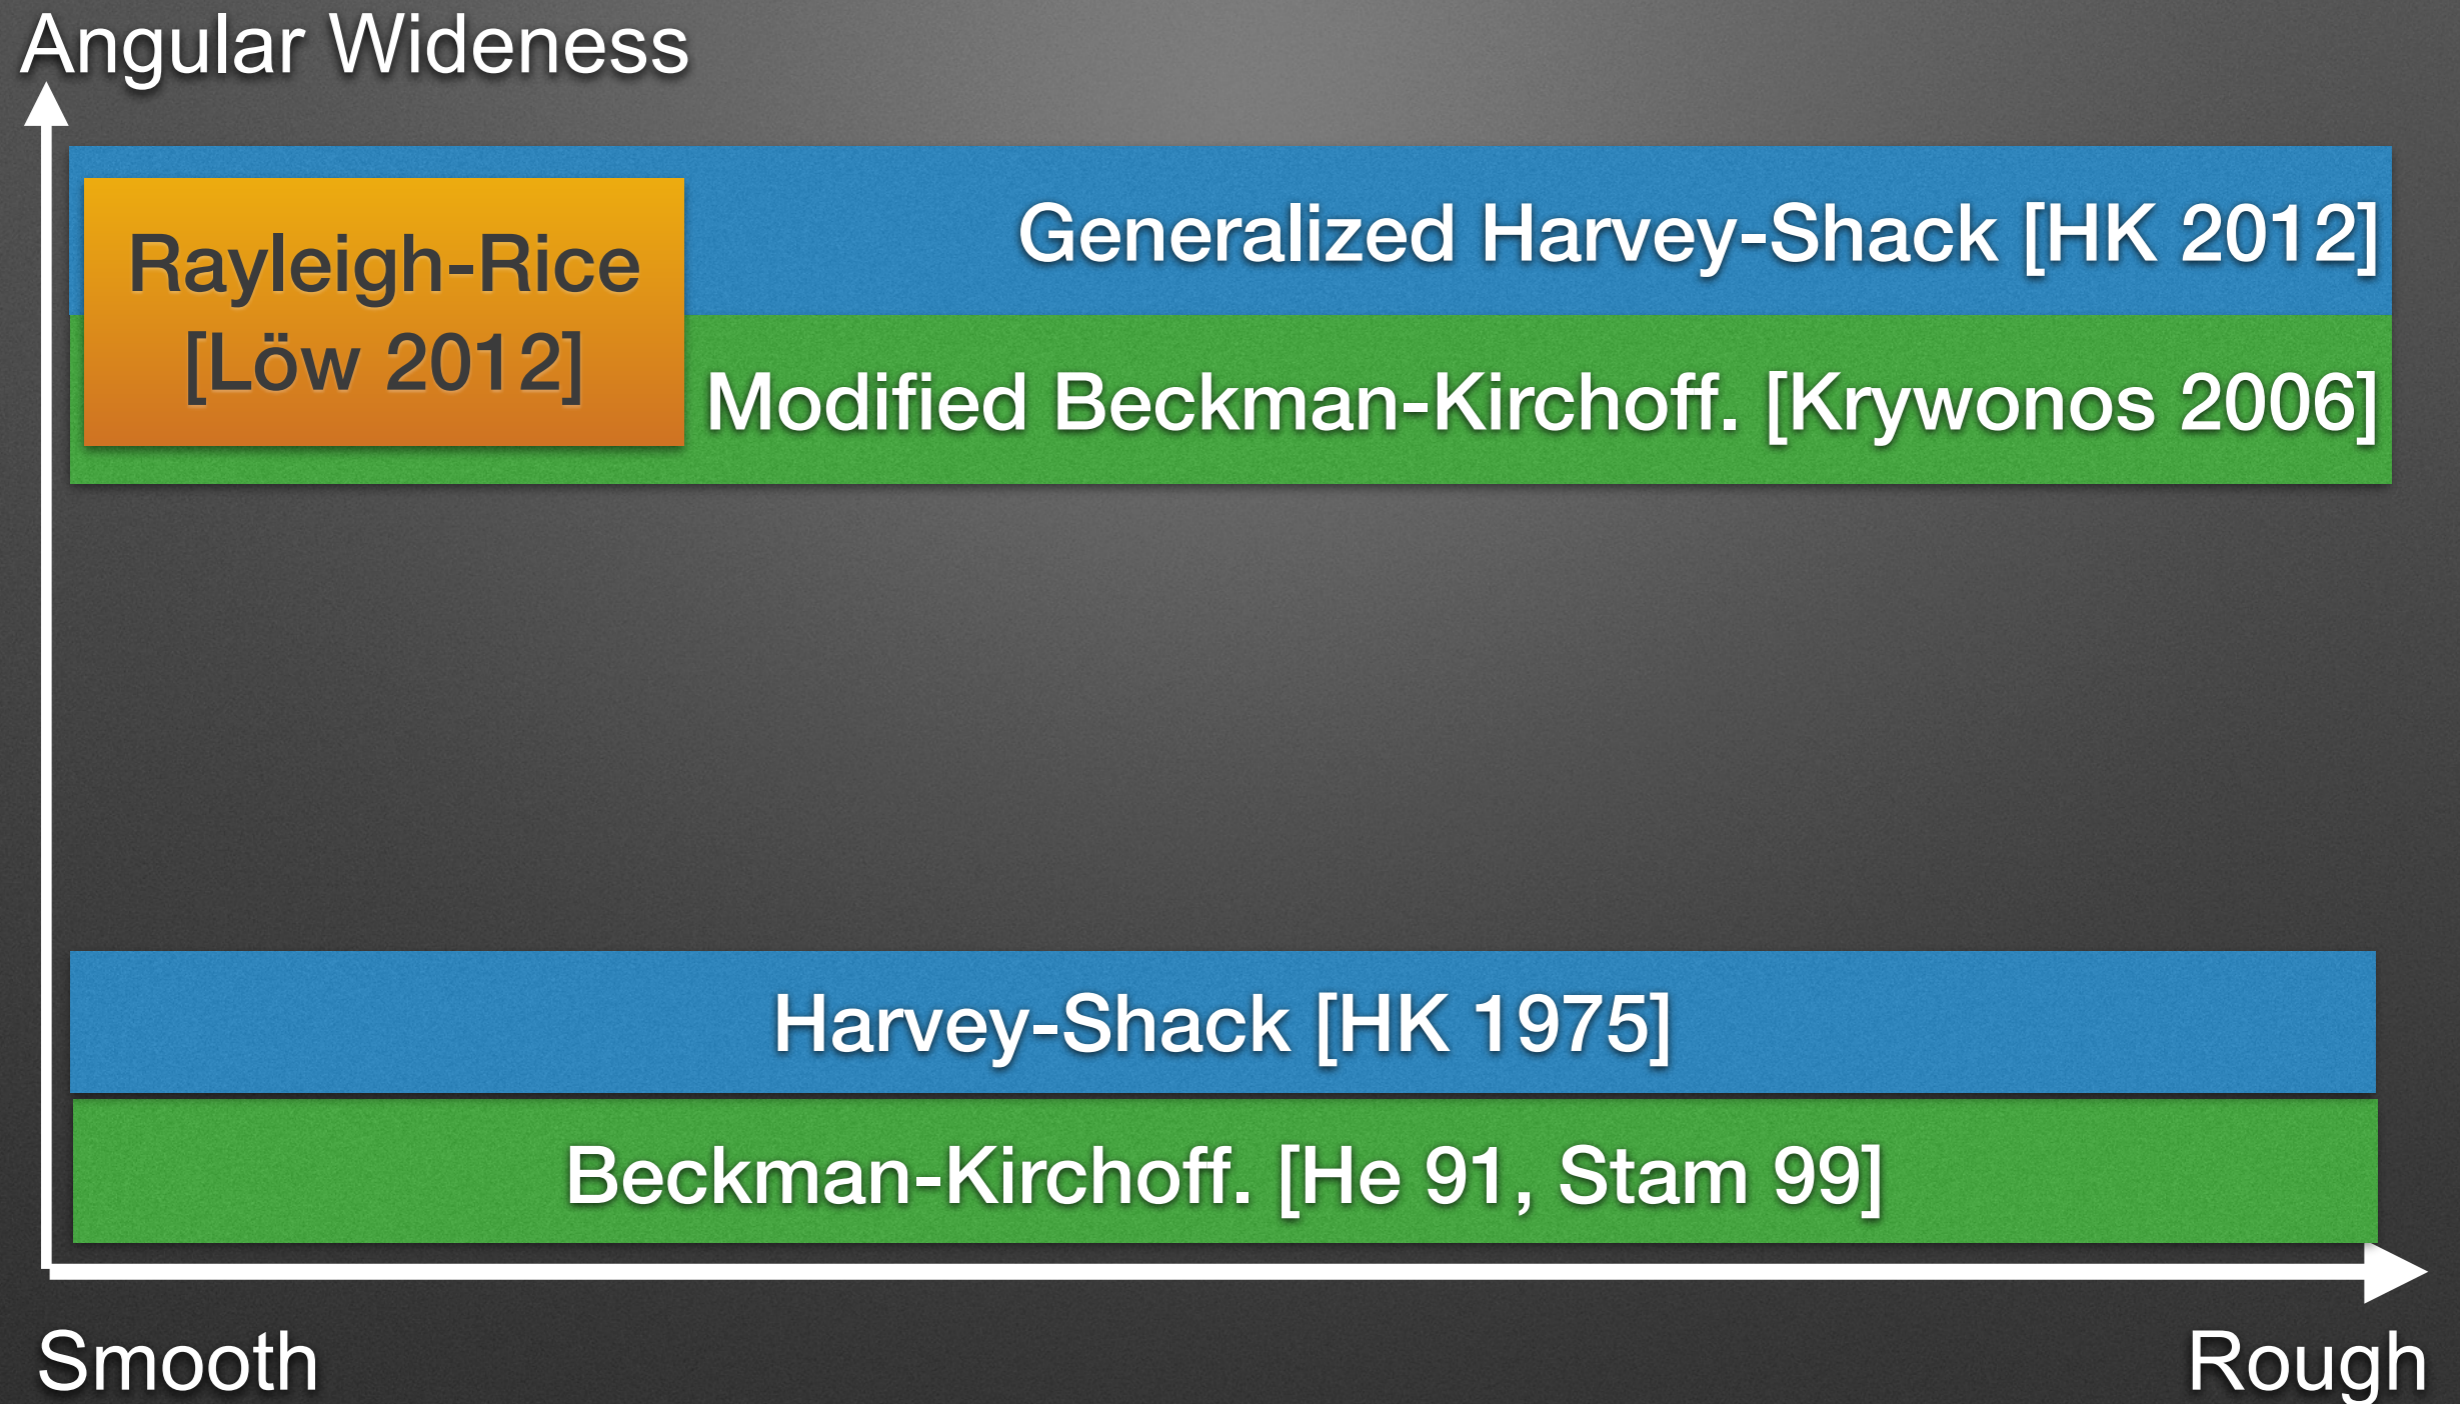 Angular Wideness
Generalized Harvey-Shack [HK 2012]
Rayleigh-Rice
[Löw 2012]
Modified Beckman-Kirchoff. [Krywonos 2006]
Harvey-Shack [HK 1975]
Beckman-Kirchoff. [He 91, Stam 99]
Smooth
Rough